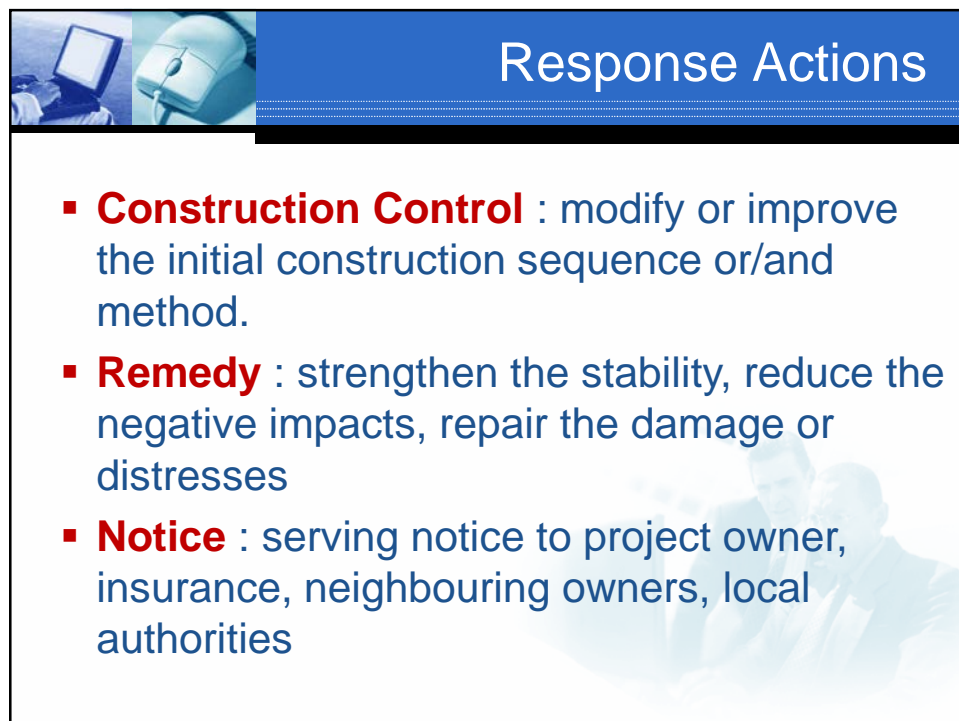 Response Actions
▪ Construction Control : modify or improve
the initial construction sequence or/and
method.
▪ Remedy : strengthen the stability, reduce the
negative impacts, repair the damage or
distresses
▪ Notice : serving notice to project owner,
insurance, neighbouring owners, local
authorities